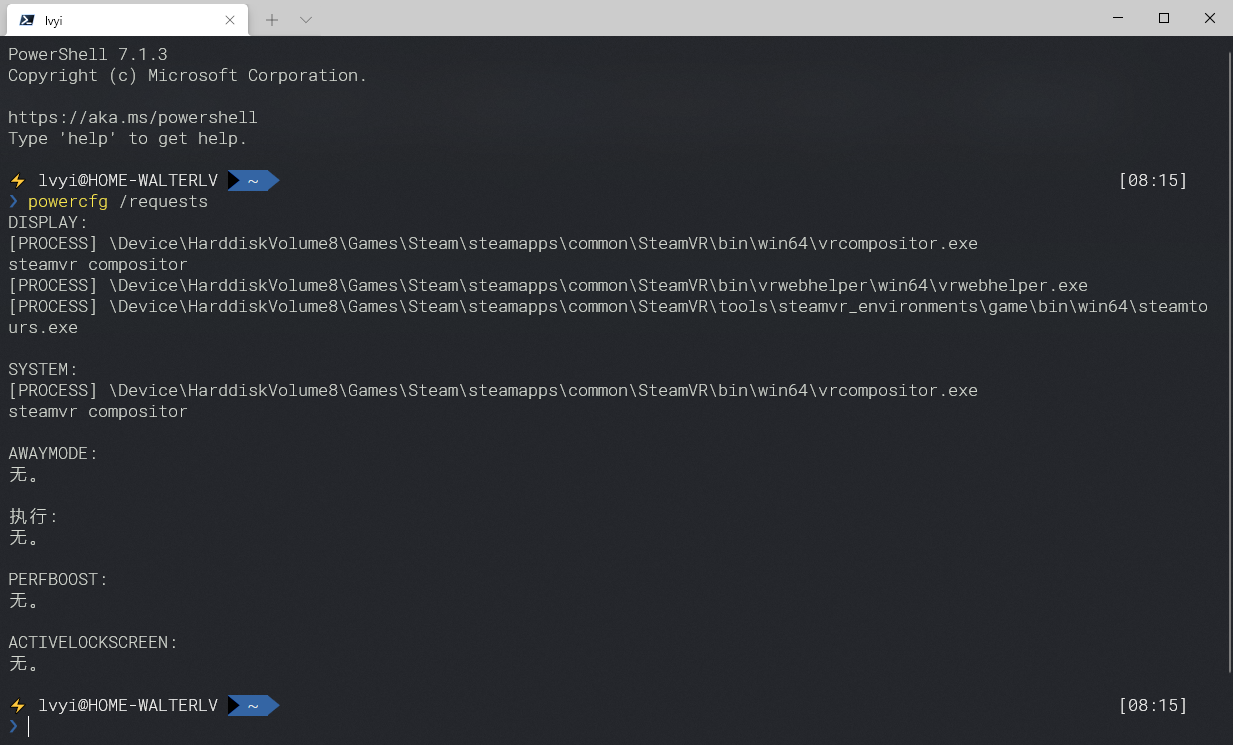 lvyi
PowerShell 7.1.3
Copyright (c) Microsoft Corporation.
https://aka.ms/powershell
Type 'help' to get help.
⚡ lvyi@HOME-WALTERLV ~ [08:15]
❯ powercfg /requests
DISPLAY:
[PROCESS] \Device\HarddiskVolume8\Games\Steam\steamapps\common\SteamVR\bin\win64\vrcompositor.exe
steamvr compositor
[PROCESS] \Device\HarddiskVolume8\Games\Steam\steamapps\common\SteamVR\bin\vrwebhelper\win64\vrwebhelper.exe
[PROCESS] \Device\HarddiskVolume8\Games\Steam\steamapps\common\SteamVR\tools\steamvr_environments\game\bin\win64\steamto
urs.exe
SYSTEM:
[PROCESS] \Device\HarddiskVolume8\Games\Steam\steamapps\common\SteamVR\bin\win64\vrcompositor.exe
steamvr compositor
AWAYMODE:
无。
执行:
无。
PERFBOOST:
无。
ACTIVELOCKSCREEN:
无。
⚡ lvyi@HOME-WALTERLV ~ [08:15]
❯